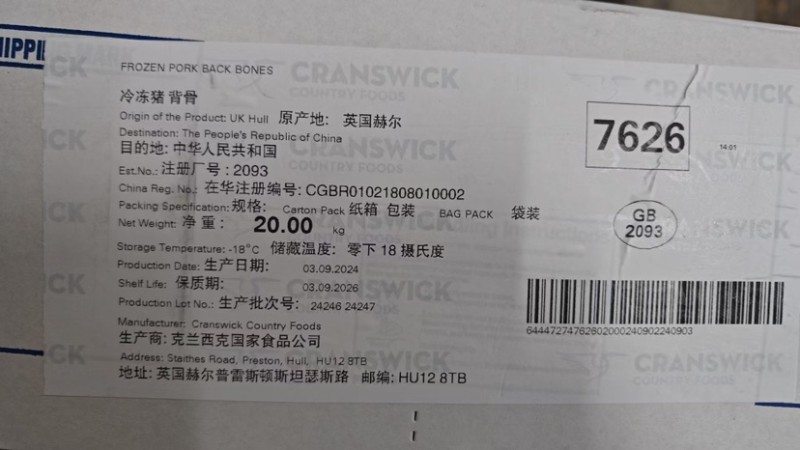 HIPPI
FROZEN PORK BACK BONES
冷冻猪 背骨
Origin of the Product: UK Hull 原产地: 英国赫尔
Destination: The People's Republic of China
目的地: 中华人民共和国
Est.No.: 注册厂号: 2093
China Reg. No.: 在华注册编号: CGBR01021808010002
Packing Specification: 规格: Carton Pack 纸箱 包装 BAG PACK 袋装
Net Weight: 净 重: 20.00 kg
Storage Temperature: -18°C 储藏温度: 零下 18 摄氏度
Production Date: 生产日期: 03.09.2024
Shelf Life: 保质期: 03.09.2026
Production Lot No.: 生产批次号: 24246 24247
Manufacturer: Cranswick Country Foods
生产商: 克兰西克国家食品公司
Address: Staithes Road, Preston, Hull, HU12 8TB
地址: 英国赫尔普雷斯顿斯坦瑟斯路 邮编: HU12 8TB
7626
14:01
GB
2093
CRANSWICK
COUNTRY FOODS